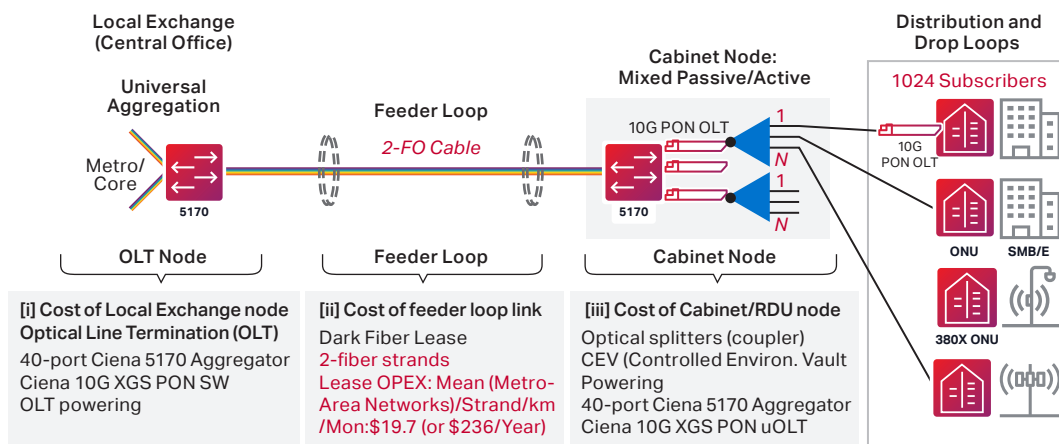 Local Exchange
(Central Office)
Universal
Aggregation
Metro/
Core
5170
Feeder Loop
2-FO Cable
Cabinet Node:
Mixed Passive/Active
10G PON OLT
1
N
1
N
5170
Distribution and
Drop Loops
1024 Subscribers
10G
PON OLT
ONU
SMB/E
380X ONU
OLT Node
Feeder Loop
Cabinet Node
[i] Cost of Local Exchange node
Optical Line Termination (OLT)
40-port Ciena 5170 Aggregator
Ciena 10G XGS PON SW
OLT powering
[ii] Cost of feeder loop link
Dark Fiber Lease
2-fiber strands
Lease OPEX: Mean (Metro-
Area Networks)/Strand/km
/Mon:$19.7 (or $236/Year)
[iii] Cost of Cabinet/RDU node
Optical splitters (coupler)
CEV (Controlled Environ. Vault
Powering
40-port Ciena 5170 Aggregator
Ciena 10G XGS PON uOLT